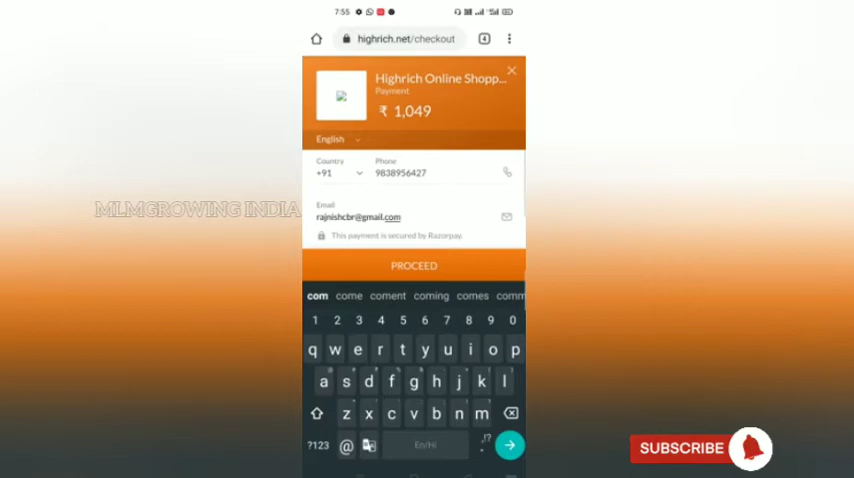 7:55
highrich.net/checkout
4
Highrich Online Shopp...
Payment
₹ 1,049
English
Country
Phone
+91
9838956427
Email
rajnishcbr@gmail.com
This payment is secured by Razorpay.
PROCEED
MLMGROWING INDIA
com come coment coming comes comm
1 2 3 4 5 6 7 8 9 0
q w e r t y u i o p
a s d f g h j k l
z x c v b n m
?123 @ En/Hi ,!? .
SUBSCRIBE